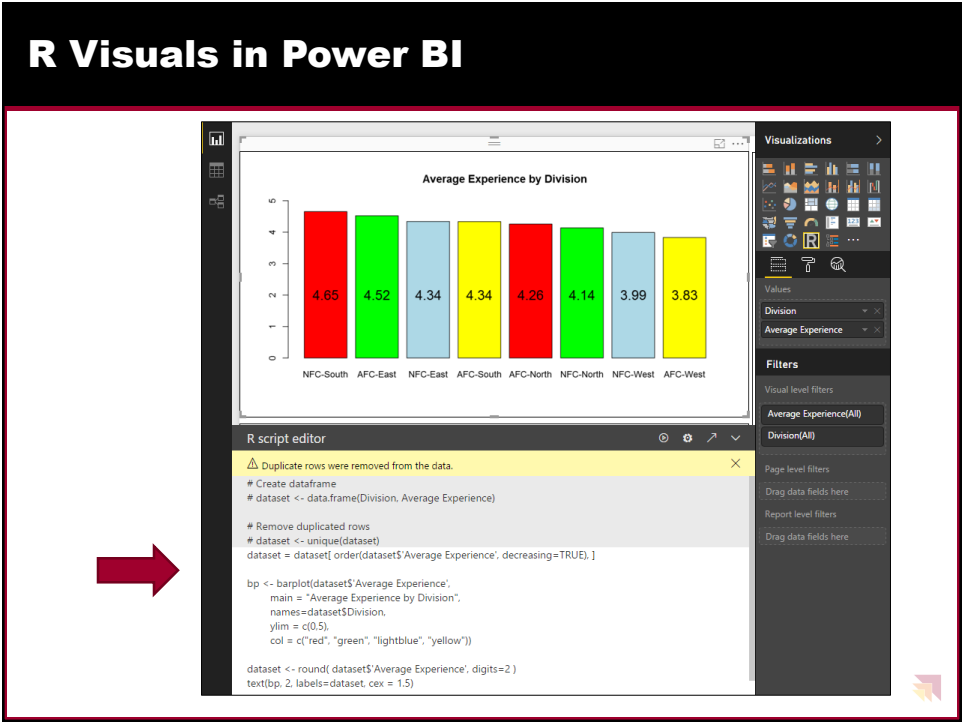 R Visuals in Power BI
Visualizations
Average Experience by Division
5
4
3
2
1
0
4.65
4.52
4.34
4.34
4.26
4.14
3.99
3.83
NFC-South AFC-East NFC-East AFC-South AFC-North NFC-North NFC-West AFC-West
R
123
Values
Division
Average Experience
Filters
Visual level filters
Average Experience(All)
Division(All)
Page level filters
Drag data fields here
Report level filters
Drag data fields here
R script editor
Duplicate rows were removed from the data.
# Create dataframe
# dataset <- data.frame(Division, Average Experience)
# Remove duplicated rows
# dataset <- unique(dataset)
dataset = dataset[ order(dataset$'Average Experience', decreasing=TRUE), ]
bp <- barplot(dataset$'Average Experience',
main = "Average Experience by Division",
names=dataset$Division,
ylim = c(0,5),
col = c("red", "green", "lightblue", "yellow"))
dataset <- round( dataset$'Average Experience', digits=2 )
text(bp, 2, labels=dataset, cex = 1.5)